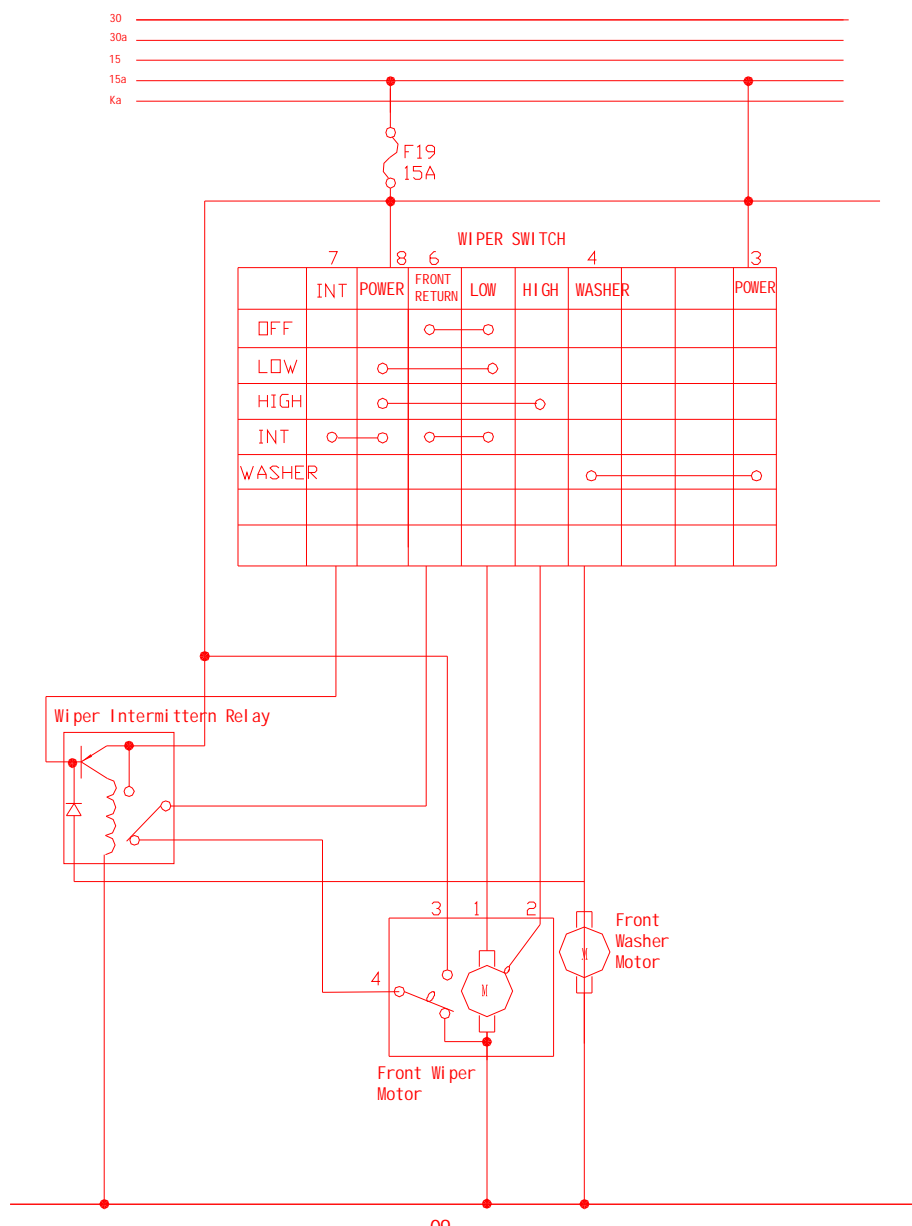 30
30a
15
15a
Ka
F19
15A
WIPER SWITCH
7 8 6 4 3
INT POWER FRONT RETURN LOW HIGH WASHER POWER
OFF
LOW
HIGH
INT
WASHER
Wiper Intermittern Relay
3 1 2
4
M
M
Front
Washer
Motor
Front Wiper
Motor